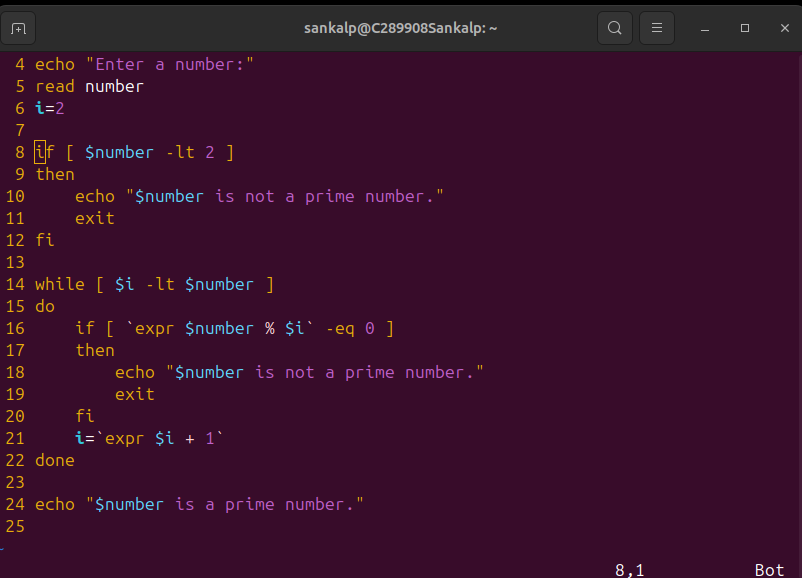 sankalp@C289908Sankalp: ~
4 echo "Enter a number:"
5 read number
6 i=2
7
8 if [ $number -lt 2 ]
9 then
10     echo "$number is not a prime number."
11     exit
12 fi
13
14 while [ $i -lt $number ]
15 do
16     if [ `expr $number % $i` -eq 0 ]
17     then
18         echo "$number is not a prime number."
19         exit
20     fi
21     i=`expr $i + 1`
22 done
23
24 echo "$number is a prime number."
25
~
8,1 Bot